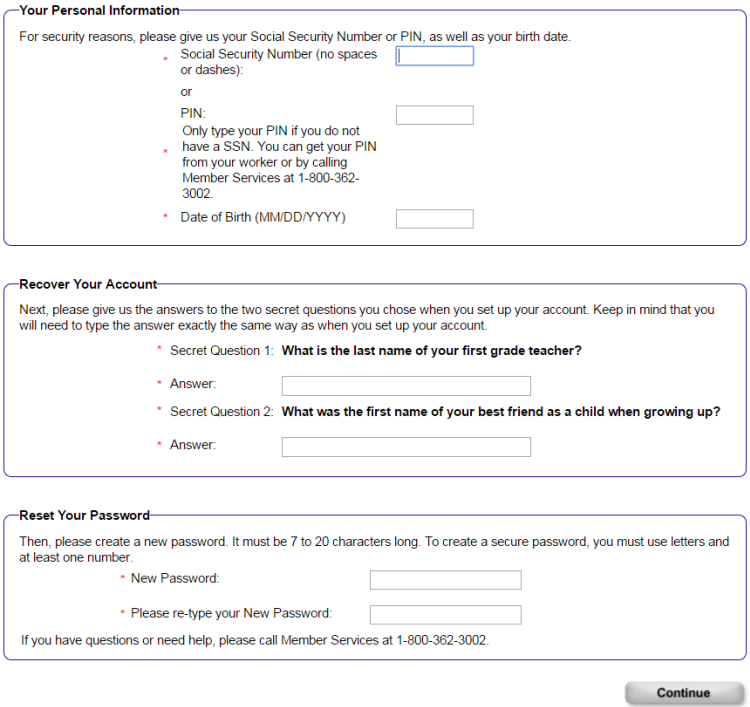 Your Personal Information
For security reasons, please give us your Social Security Number or PIN, as well as your birth date.
* Social Security Number (no spaces
or dashes):
or
PIN:
Only type your PIN if you do not
* have a SSN. You can get your PIN
from your worker or by calling
Member Services at 1-800-362-
3002.
* Date of Birth (MM/DD/YYYY)
Recover Your Account
Next, please give us the answers to the two secret questions you chose when you set up your account. Keep in mind that you
will need to type the answer exactly the same way as when you set up your account.
* Secret Question 1: What is the last name of your first grade teacher?
* Answer:
* Secret Question 2: What was the first name of your best friend as a child when growing up?
* Answer:
Reset Your Password
Then, please create a new password. It must be 7 to 20 characters long. To create a secure password, you must use letters and
at least one number.
* New Password:
* Please re-type your New Password:
If you have questions or need help, please call Member Services at 1-800-362-3002.
Continue